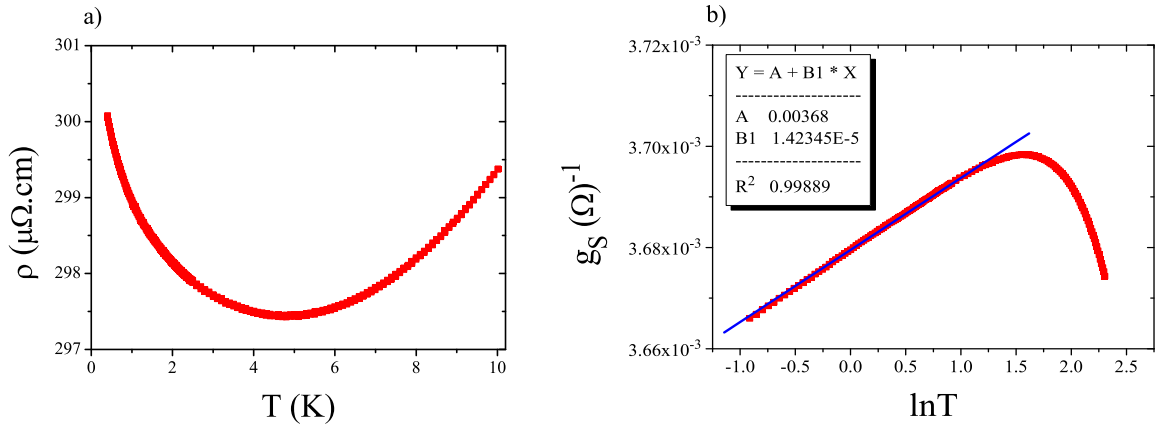 a)
301
300
299
298
297
0
2
4
6
8
10
ρ (μΩ.cm)
T (K)
b)
3.72x10⁻³
3.70x10⁻³
3.68x10⁻³
3.66x10⁻³
-1.0
-0.5
0.0
0.5
1.0
1.5
2.0
2.5
g_S (Ω)⁻¹
lnT
Y = A + B1 * X
---------------------
A 0.00368
B1 1.42345E-5
---------------------
R² 0.99889